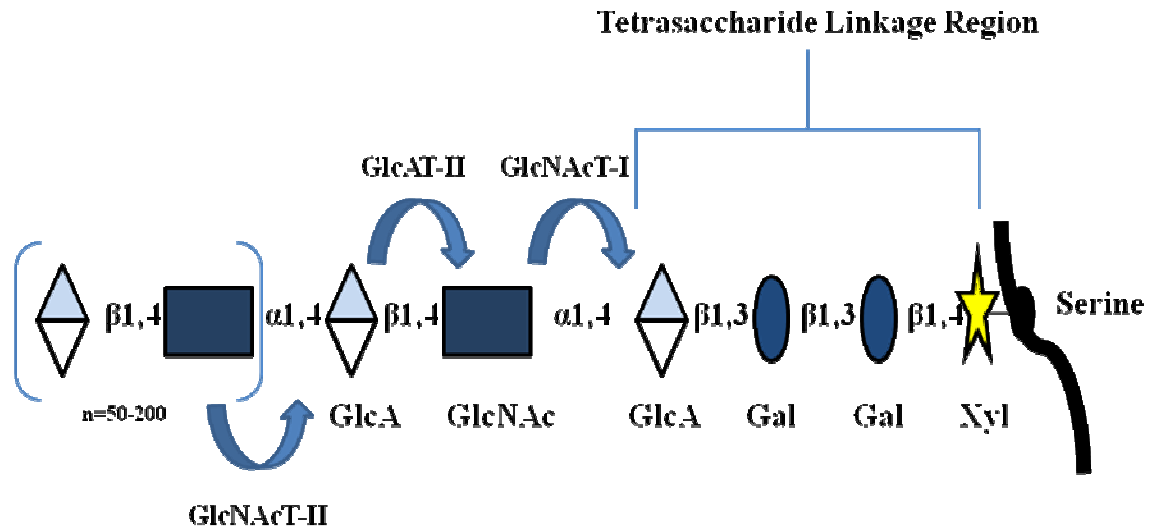 Tetrasaccharide Linkage Region
GlcAT-II GlcNAcT-I
β1,4 α1,4 β1,4 α1,4 β1,3 β1,3 β1,4 Serine
n=50-200 GlcA GlcNAc GlcA Gal Gal Xyl
GlcNAcT-II